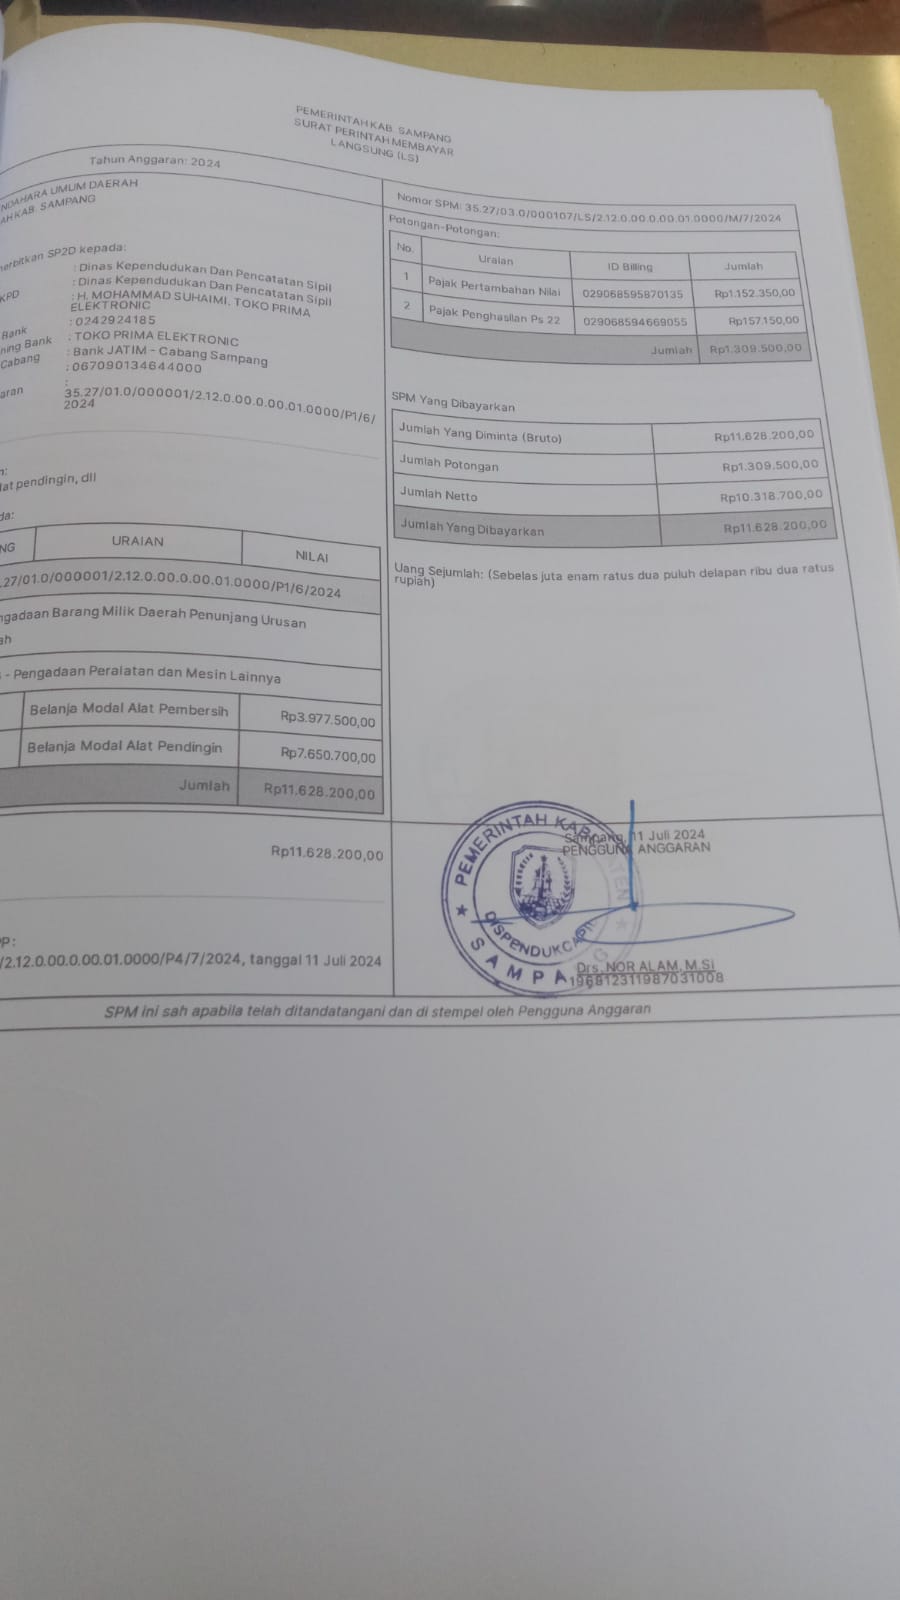 PEMERINTAH KAB. SAMPANG
SURAT PERINTAH MEMBAYAR
LANGSUNG (LS)
Tahun Anggaran: 2024
NDAHARA UMUM DAERAH
AH KAB. SAMPANG
nerbitkan SP2D kepada:
: Dinas Kependudukan Dan Pencatatan Sipil
KPD : Dinas Kependudukan Dan Pencatatan Sipil
: H. MOHAMMAD SUHAIMI, TOKO PRIMA
ELEKTRONIC
Bank : 0242924185
ning Bank : TOKO PRIMA ELEKTRONIC
Cabang : Bank JATIM - Cabang Sampang
: 067090134644000
aran :
35.27/01.0/000001/2.12.0.00.0.00.01.0000/P1/6/
2024
n:
lat pendingin, dll
da:
NG URAIAN NILAI
.27/01.0/000001/2.12.0.00.0.00.01.0000/P1/6/2024
ngadaan Barang Milik Daerah Penunjang Urusan
ah
- Pengadaan Peralatan dan Mesin Lainnya
Belanja Modal Alat Pembersih Rp3.977.500,00
Belanja Modal Alat Pendingin Rp7.650.700,00
Jumlah Rp11.628.200,00
Rp11.628.200,00
PP:
/2.12.0.00.0.00.01.0000/P4/7/2024, tanggal 11 Juli 2024
Nomor SPM: 35.27/03.0/000107/LS/2.12.0.00.0.00.01.0000/M/7/2024
Potongan-Potongan:
No. Uraian ID Billing Jumlah
1 Pajak Pertambahan Nilai 029068595870135 Rp1.152.350,00
2 Pajak Penghasilan Ps 22 029068594669055 Rp157.150,00
Jumlah Rp1.309.500,00
SPM Yang Dibayarkan
Jumlah Yang Diminta (Bruto) Rp11.628.200,00
Jumlah Potongan Rp1.309.500,00
Jumlah Netto Rp10.318.700,00
Jumlah Yang Dibayarkan Rp11.628.200,00
Uang Sejumlah: (Sebelas juta enam ratus dua puluh delapan ribu dua ratus
rupiah)
Sampang, 11 Juli 2024
PENGGUNA ANGGARAN
PEMERINTAH KABUPATEN
DISPENDUKCAPIL
SAMPANG
Drs. NOR ALAM, M.Si
196812311987031008
SPM ini sah apabila telah ditandatangani dan di stempel oleh Pengguna Anggaran